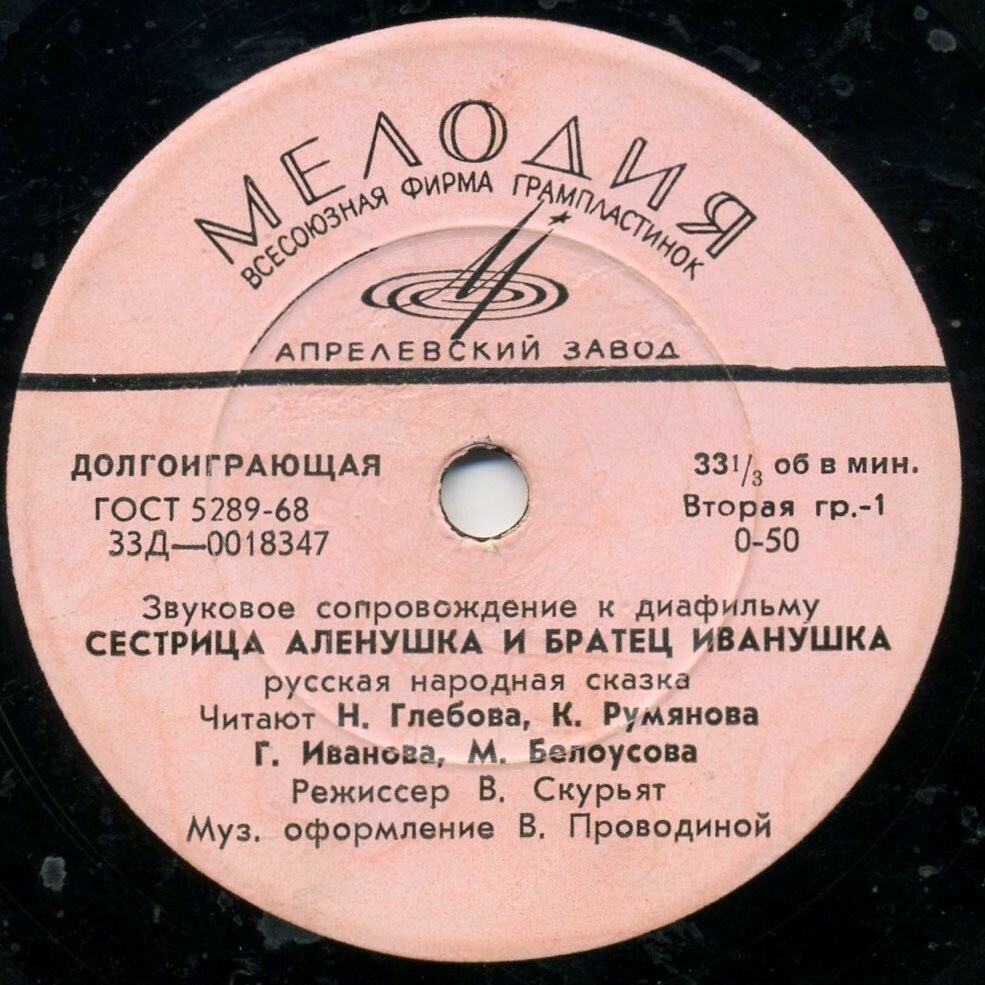 МЕЛОДИЯ
ВСЕСОЮЗНАЯ ФИРМА ГРАМПЛАСТИНОК
АПРЕЛЕВСКИЙ ЗАВОД
ДОЛГОИГРАЮЩАЯ
ГОСТ 5289-68
33Д—0018347
33 1/3 об в мин.
Вторая гр.-1
0-50
Звуковое сопровождение к диафильму
СЕСТРИЦА АЛЕНУШКА И БРАТЕЦ ИВАНУШКА
русская народная сказка
Читают Н. Глебова, К. Румянова
Г. Иванова, М. Белоусова
Режиссер В. Скурьят
Муз. оформление В. Проводиной